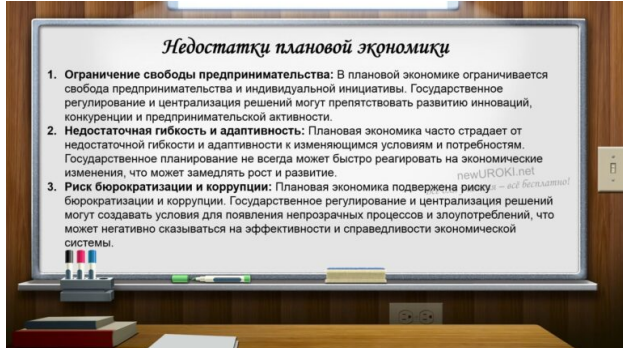 Недостатки плановой экономики
1. Ограничение свободы предпринимательства: В плановой экономике ограничивается
свобода предпринимательства и индивидуальной инициативы. Государственное
регулирование и централизация решений могут препятствовать развитию инноваций,
конкуренции и предпринимательской активности.
2. Недостаточная гибкость и адаптивность: Плановая экономика часто страдает от
недостаточной гибкости и адаптивности к изменяющимся условиям и потребностям.
Государственное планирование не всегда может быстро реагировать на экономические
изменения, что может замедлять рост и развитие.
newUROKI.net
– всё бесплатно!
3. Риск бюрократизации и коррупции: Плановая экономика подвержена риску
бюрократизации и коррупции. Государственное регулирование и централизация решений
могут создавать условия для появления непрозрачных процессов и злоупотреблений, что
может негативно сказываться на эффективности и справедливости экономической
системы.